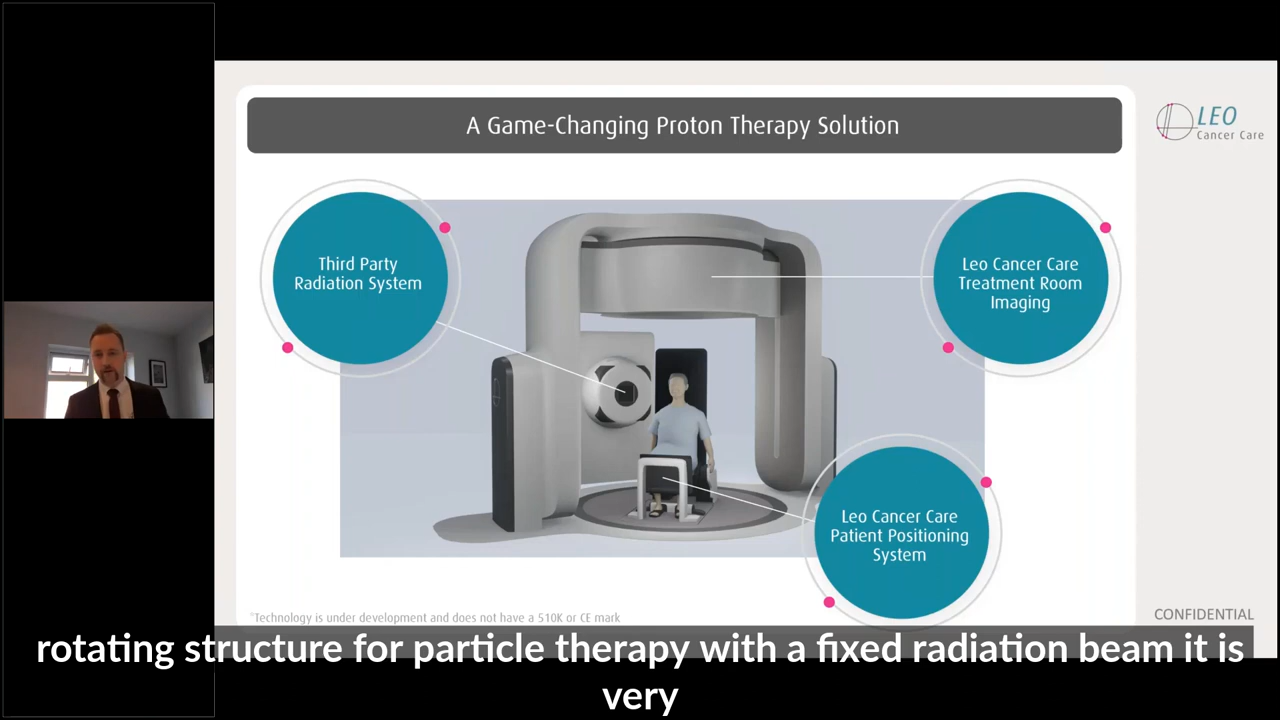 A Game-Changing Proton Therapy Solution
LEO
Cancer Care
Third Party
Radiation System
Leo Cancer Care
Treatment Room
Imaging
Leo Cancer Care
Patient Positioning
System
*Technology is under development and does not have a 510K or CE mark
CONFIDENTIAL
rotating structure for particle therapy with a fixed radiation beam it is
very